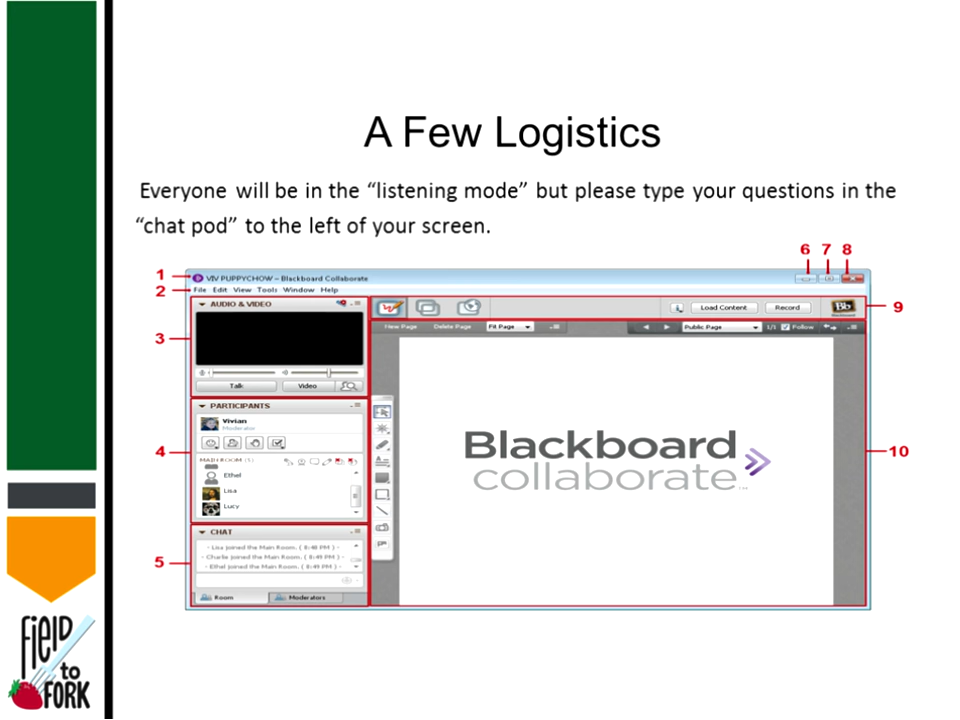 A Few Logistics
Everyone will be in the “listening mode” but please type your questions in the
“chat pod” to the left of your screen.
6 7 8
1
VIV PUPPYCHOW – Blackboard Collaborate
2
File Edit View Tools Window Help
AUDIO & VIDEO
Load Content
Record
Bb
9
New Page Delete Page Fit Page
Public Page
1/1
Follow
3
Talk
Video
PARTICIPANTS
Vivian
Moderator
4
MAIN ROOM (5)
Ethel
Lisa
Lucy
Blackboard
collaborate
10
CHAT
5
- Lisa joined the Main Room. ( 8:48 PM ) -
- Charlie joined the Main Room. ( 8:49 PM ) -
- Ethel joined the Main Room. ( 8:49 PM ) -
Room
Moderators
FiELD
to
FORK